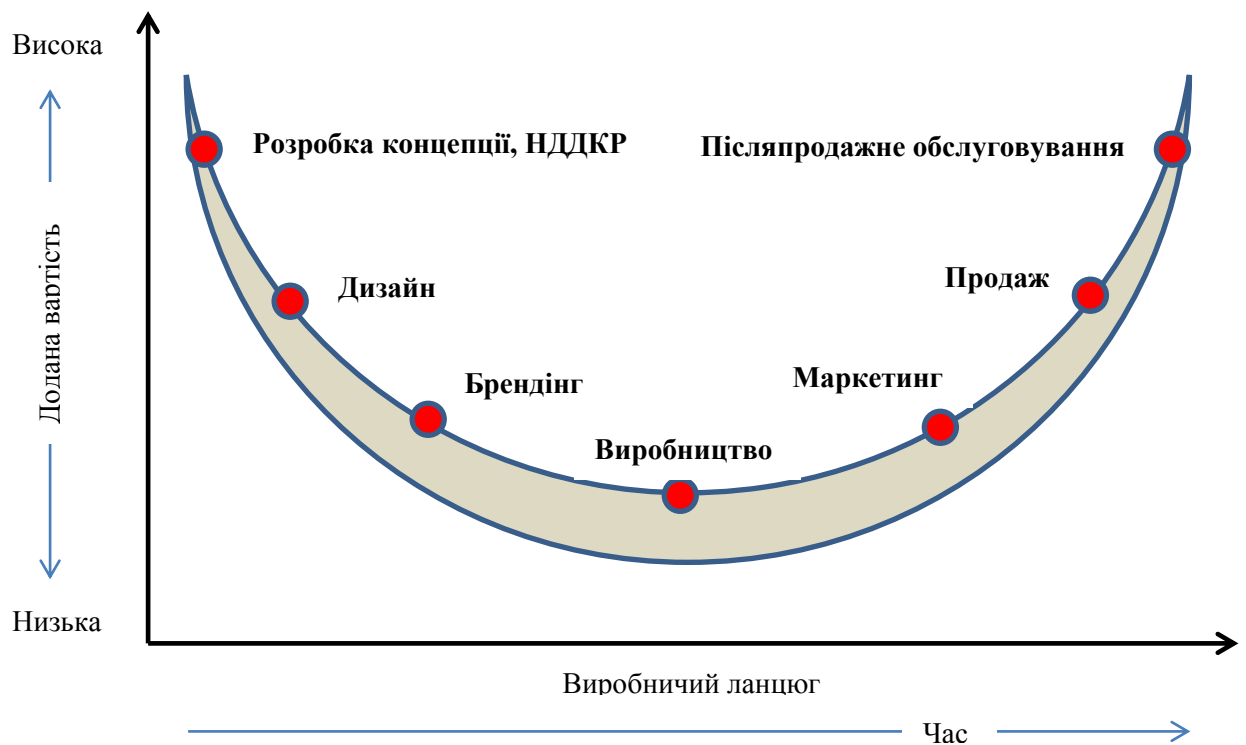 Висока
Розробка концепції, НДДКР
Післяпродажне обслуговування
Додана вартість
Дизайн
Продаж
Брендінг
Маркетинг
Виробництво
Низька
Виробничий ланцюг
Час